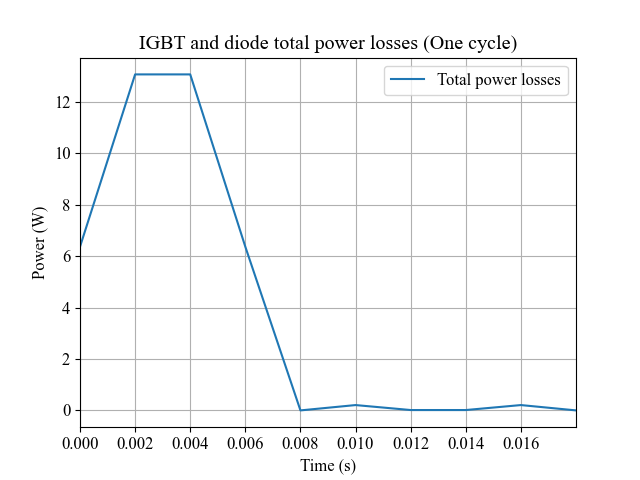 IGBT and diode total power losses (One cycle)
Total power losses
Power (W)
12
10
8
6
4
2
0
0.000 0.002 0.004 0.006 0.008 0.010 0.012 0.014 0.016
Time (s)